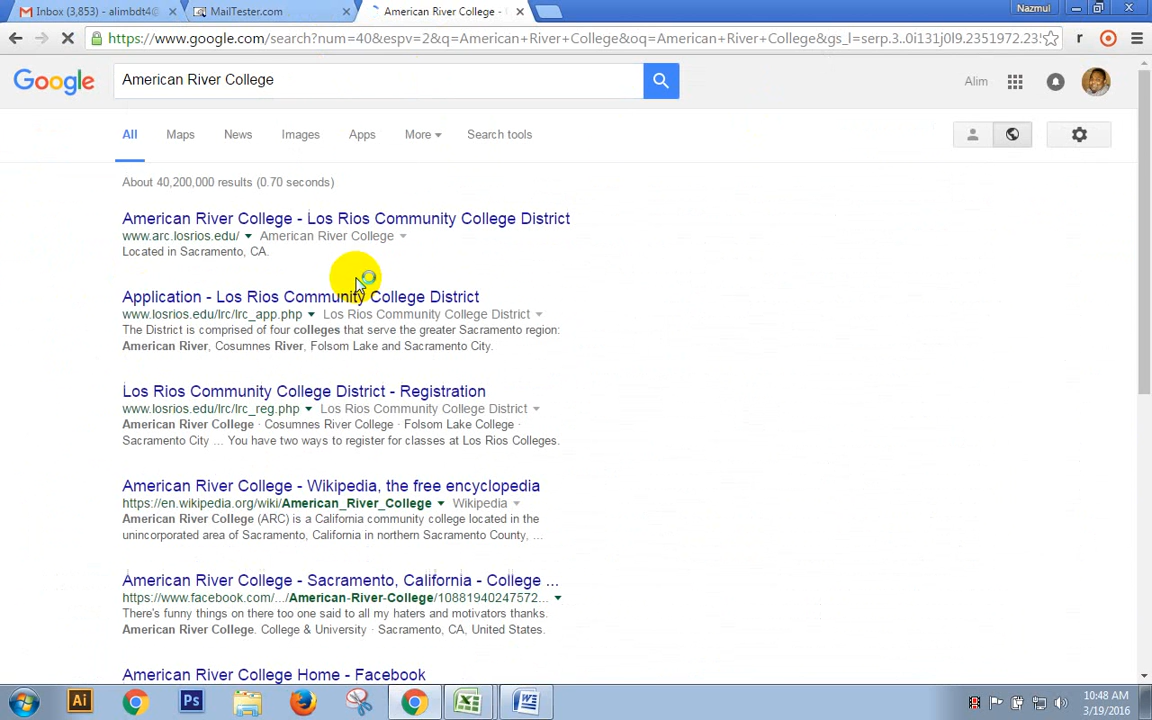 Inbox (3,853) - alimbdt4@
MailTester.com
American River College -
Nazmul
https://www.google.com/search?num=40&espv=2&q=American+River+College&oq=American+River+College&gs_l=serp.3..0i131j0l9.2351972.23
Google
American River College
Alim
All Maps News Images Apps More Search tools
About 40,200,000 results (0.70 seconds)
American River College - Los Rios Community College District
www.arc.losrios.edu/ American River College
Located in Sacramento, CA.
Application - Los Rios Community College District
www.losrios.edu/lrc/lrc_app.php Los Rios Community College District
The District is comprised of four colleges that serve the greater Sacramento region:
American River, Cosumnes River, Folsom Lake and Sacramento City.
Los Rios Community College District - Registration
www.losrios.edu/lrc/lrc_reg.php Los Rios Community College District
American River College · Cosumnes River College · Folsom Lake College ·
Sacramento City ... You have two ways to register for classes at Los Rios Colleges.
American River College - Wikipedia, the free encyclopedia
https://en.wikipedia.org/wiki/American_River_College Wikipedia
American River College (ARC) is a California community college located in the
unincorporated area of Sacramento, California in northern Sacramento County, ...
American River College - Sacramento, California - College ...
https://www.facebook.com/.../American-River-College/10881940247572...
There's funny things on there too one said to all my haters and motivators thanks.
American River College. College & University · Sacramento, CA, United States.
American River College Home - Facebook
Ai
Ps
10:48 AM
3/19/2016